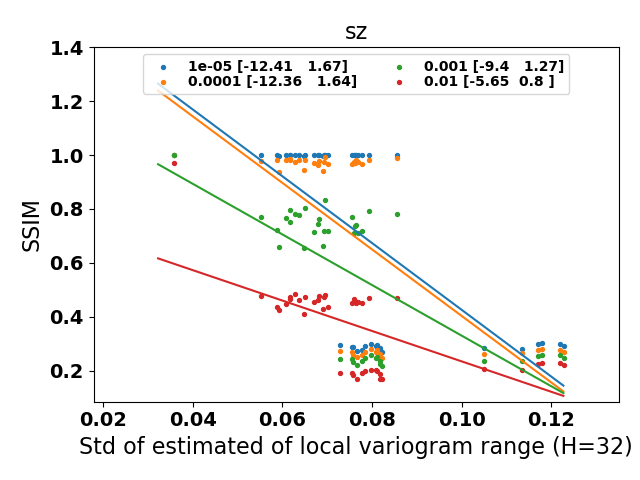 sz
1e-05 [-12.41 1.67]
0.0001 [-12.36 1.64]
0.001 [-9.4 1.27]
0.01 [-5.65 0.8 ]
SSIM
1.4
1.2
1.0
0.8
0.6
0.4
0.2
0.02 0.04 0.06 0.08 0.10 0.12
Std of estimated of local variogram range (H=32)